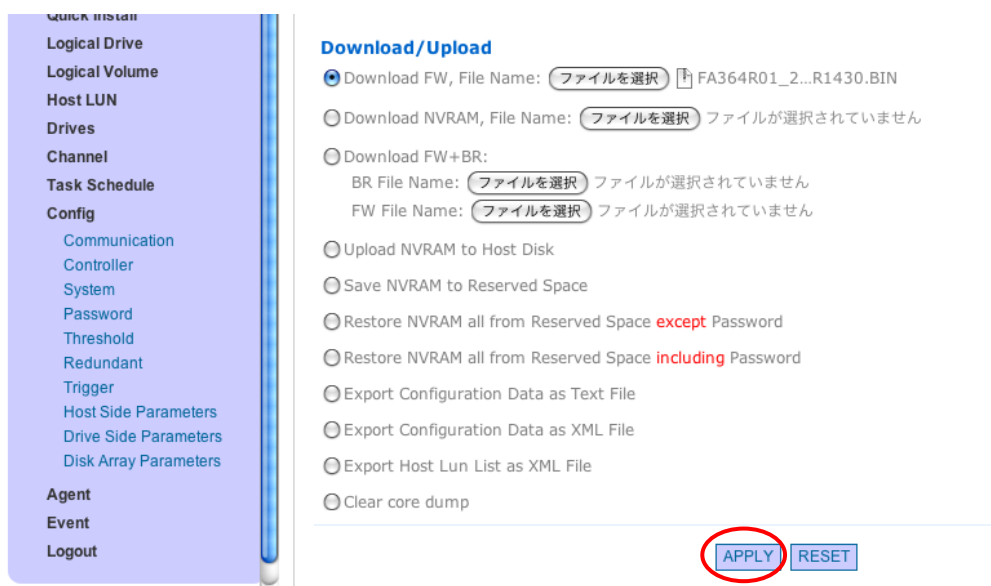 Quick Install
Logical Drive
Logical Volume
Host LUN
Drives
Channel
Task Schedule
Config
Communication
Controller
System
Password
Threshold
Redundant
Trigger
Host Side Parameters
Drive Side Parameters
Disk Array Parameters
Agent
Event
Logout
Download/Upload
Download FW, File Name: ファイルを選択 FA364R01_2...R1430.BIN
Download NVRAM, File Name: ファイルを選択 ファイルが選択されていません
Download FW+BR:
BR File Name: ファイルを選択 ファイルが選択されていません
FW File Name: ファイルを選択 ファイルが選択されていません
Upload NVRAM to Host Disk
Save NVRAM to Reserved Space
Restore NVRAM all from Reserved Space except Password
Restore NVRAM all from Reserved Space including Password
Export Configuration Data as Text File
Export Configuration Data as XML File
Export Host Lun List as XML File
Clear core dump
APPLY RESET